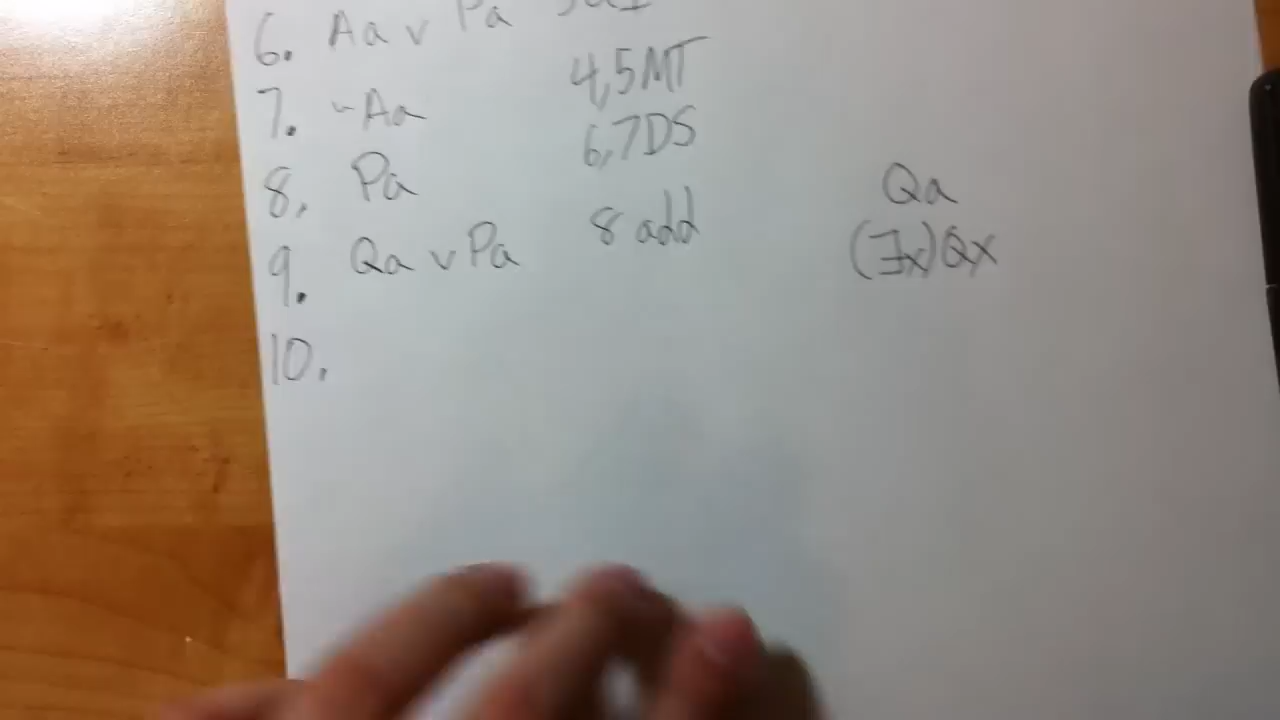 6. Aa v Pa
4,5 MT
7. ~Aa
6,7 DS
8. Pa
8 add
9. Qa v Pa
10.
Qa
(∃x)Qx